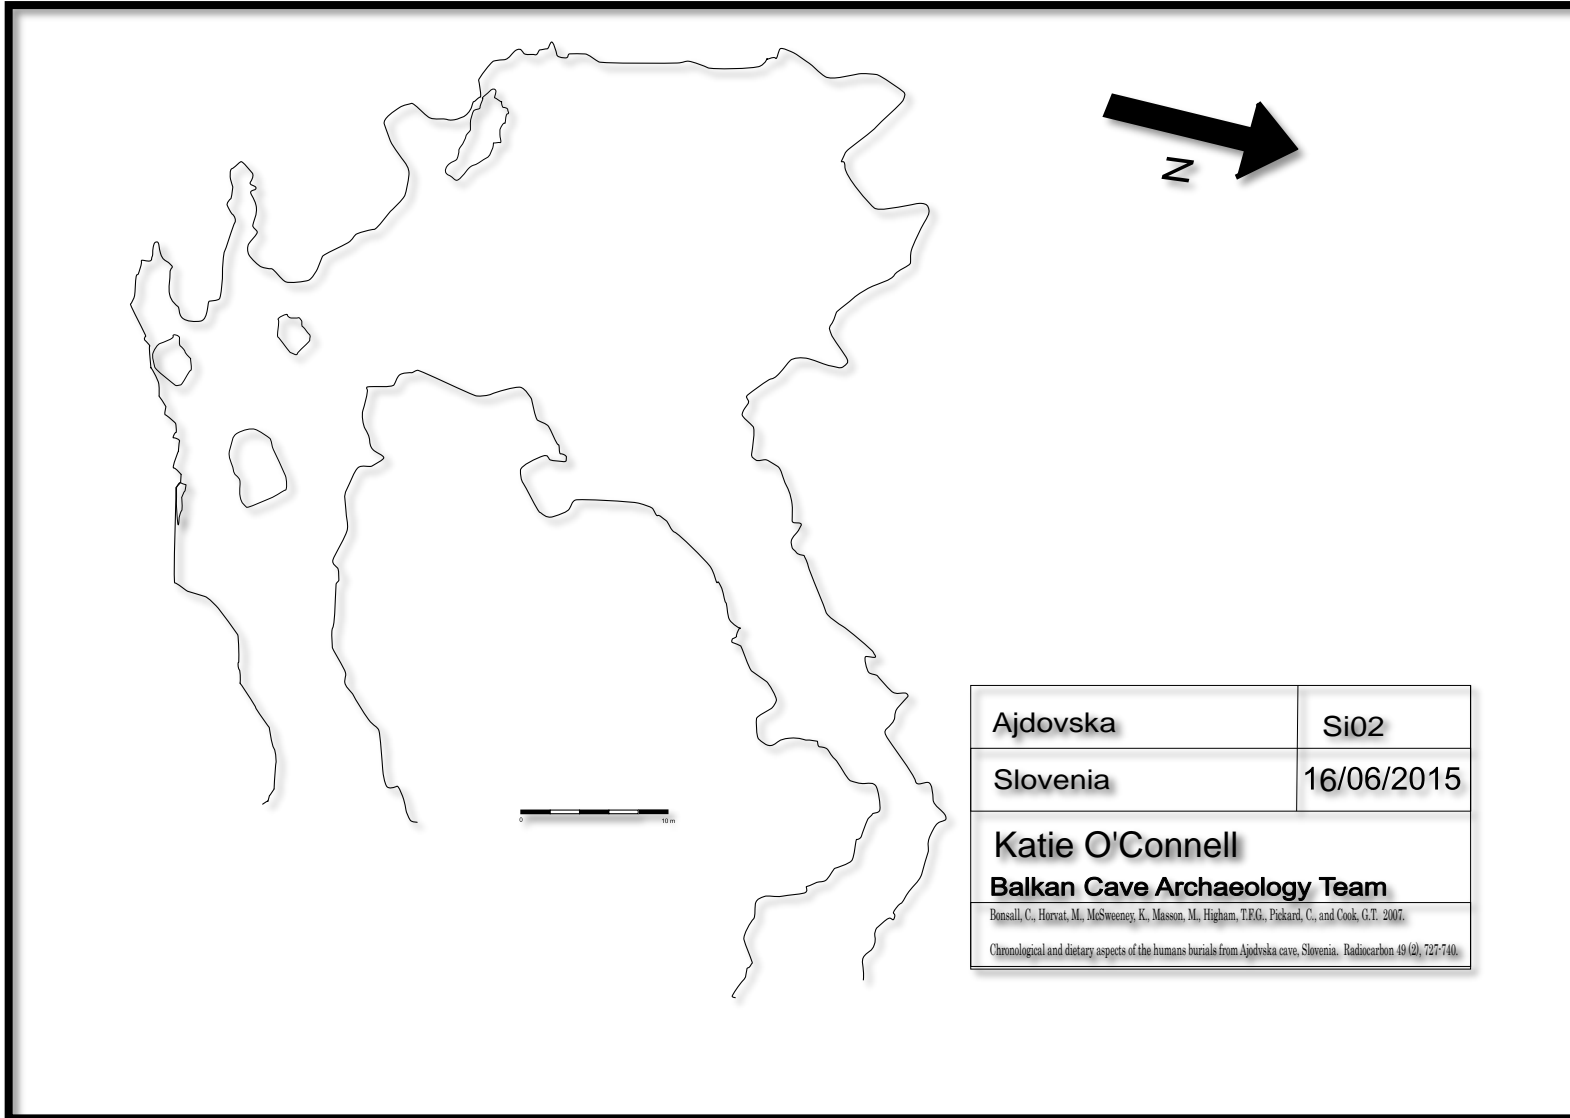 N
Ajdovska
Si02
Slovenia
16/06/2015
Katie O'Connell
Balkan Cave Archaeology Team
Bonsall, C., Horvat, M., McSweeney, K., Masson, M., Higham, T.F.G., Pickard, C., and Cook, G.T. 2007.
Chronological and dietary aspects of the humans burials from Ajodvska cave, Slovenia. Radiocarbon 49 (2), 727-740.
0
10 m